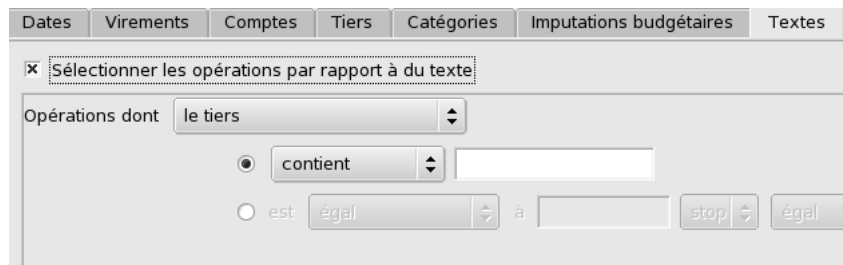 Dates Virements Comptes Tiers Catégories Imputations budgétaires Textes
Sélectionner les opérations par rapport à du texte
Opérations dont le tiers
contient
est égal à stop égal